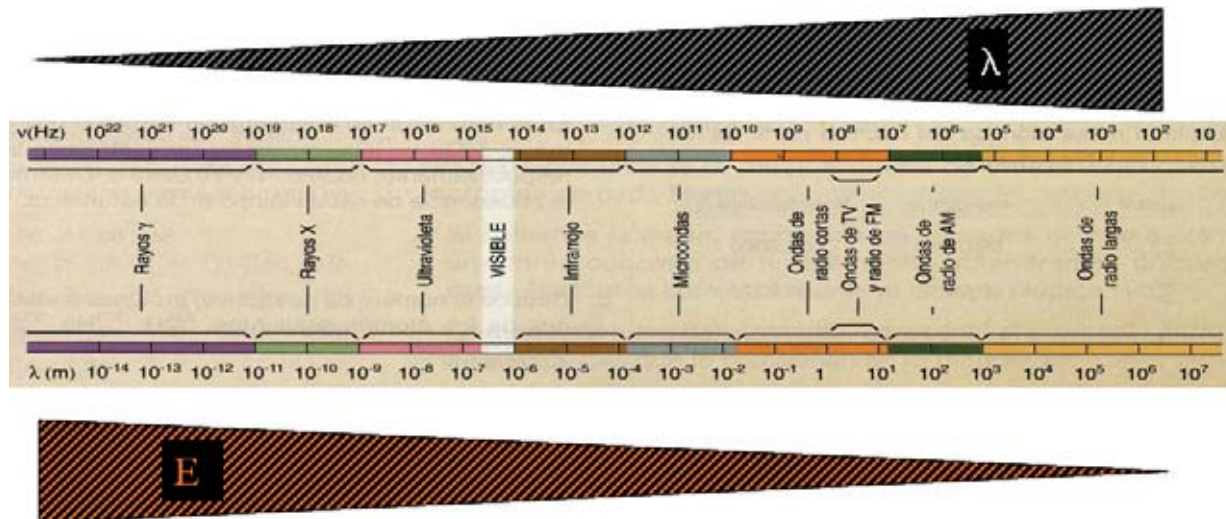 λ
ν(Hz) 10²² 10²¹ 10²⁰ 10¹⁹ 10¹⁸ 10¹⁷ 10¹⁶ 10¹⁵ 10¹⁴ 10¹³ 10¹² 10¹¹ 10¹⁰ 10⁹ 10⁸ 10⁷ 10⁶ 10⁵ 10⁴ 10³ 10² 10
Rayos γ
Rayos X
Ultravioleta
VISIBLE
Infrarrojo
Microondas
Ondas de
radio cortas
Ondas de TV
y radio de FM
Ondas de
radio de AM
Ondas de
radio largas
λ (m) 10⁻¹⁴ 10⁻¹³ 10⁻¹² 10⁻¹¹ 10⁻¹⁰ 10⁻⁹ 10⁻⁸ 10⁻⁷ 10⁻⁶ 10⁻⁵ 10⁻⁴ 10⁻³ 10⁻² 10⁻¹ 1 10¹ 10² 10³ 10⁴ 10⁵ 10⁶ 10⁷
E